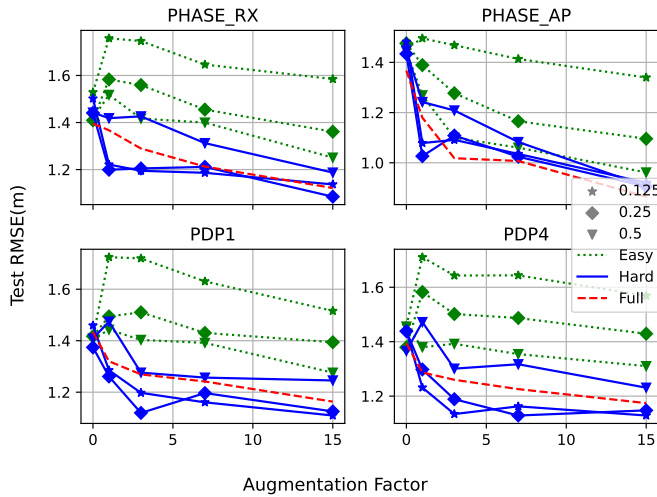 PHASE_RX
PHASE_AP
1.6
1.4
1.2
1.4
1.2
1.0
Test RMSE(m)
0.125
0.25
0.5
Easy
Hard
Full
PDP1
PDP4
1.6
1.4
1.2
1.6
1.4
1.2
0 5 10 15
0 5 10 15
Augmentation Factor